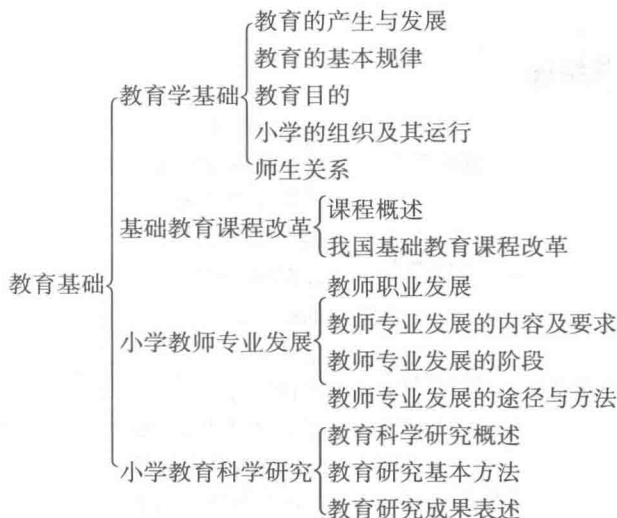 教育基础
教育学基础
教育的产生与发展
教育的基本规律
教育目的
小学的组织及其运行
师生关系
基础教育课程改革
课程概述
我国基础教育课程改革
小学教师专业发展
教师职业发展
教师专业发展的内容及要求
教师专业发展的阶段
教师专业发展的途径与方法
小学教育科学研究
教育科学研究概述
教育研究基本方法
教育研究成果表述